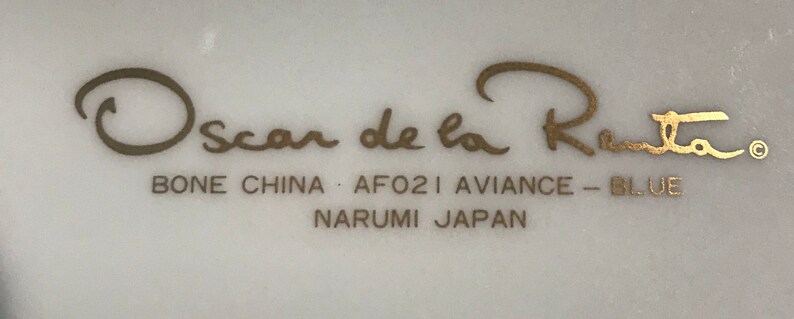 Oscar de la Renta ©
BONE CHINA · AF021 AVIANCE – BLUE
NARUMI JAPAN